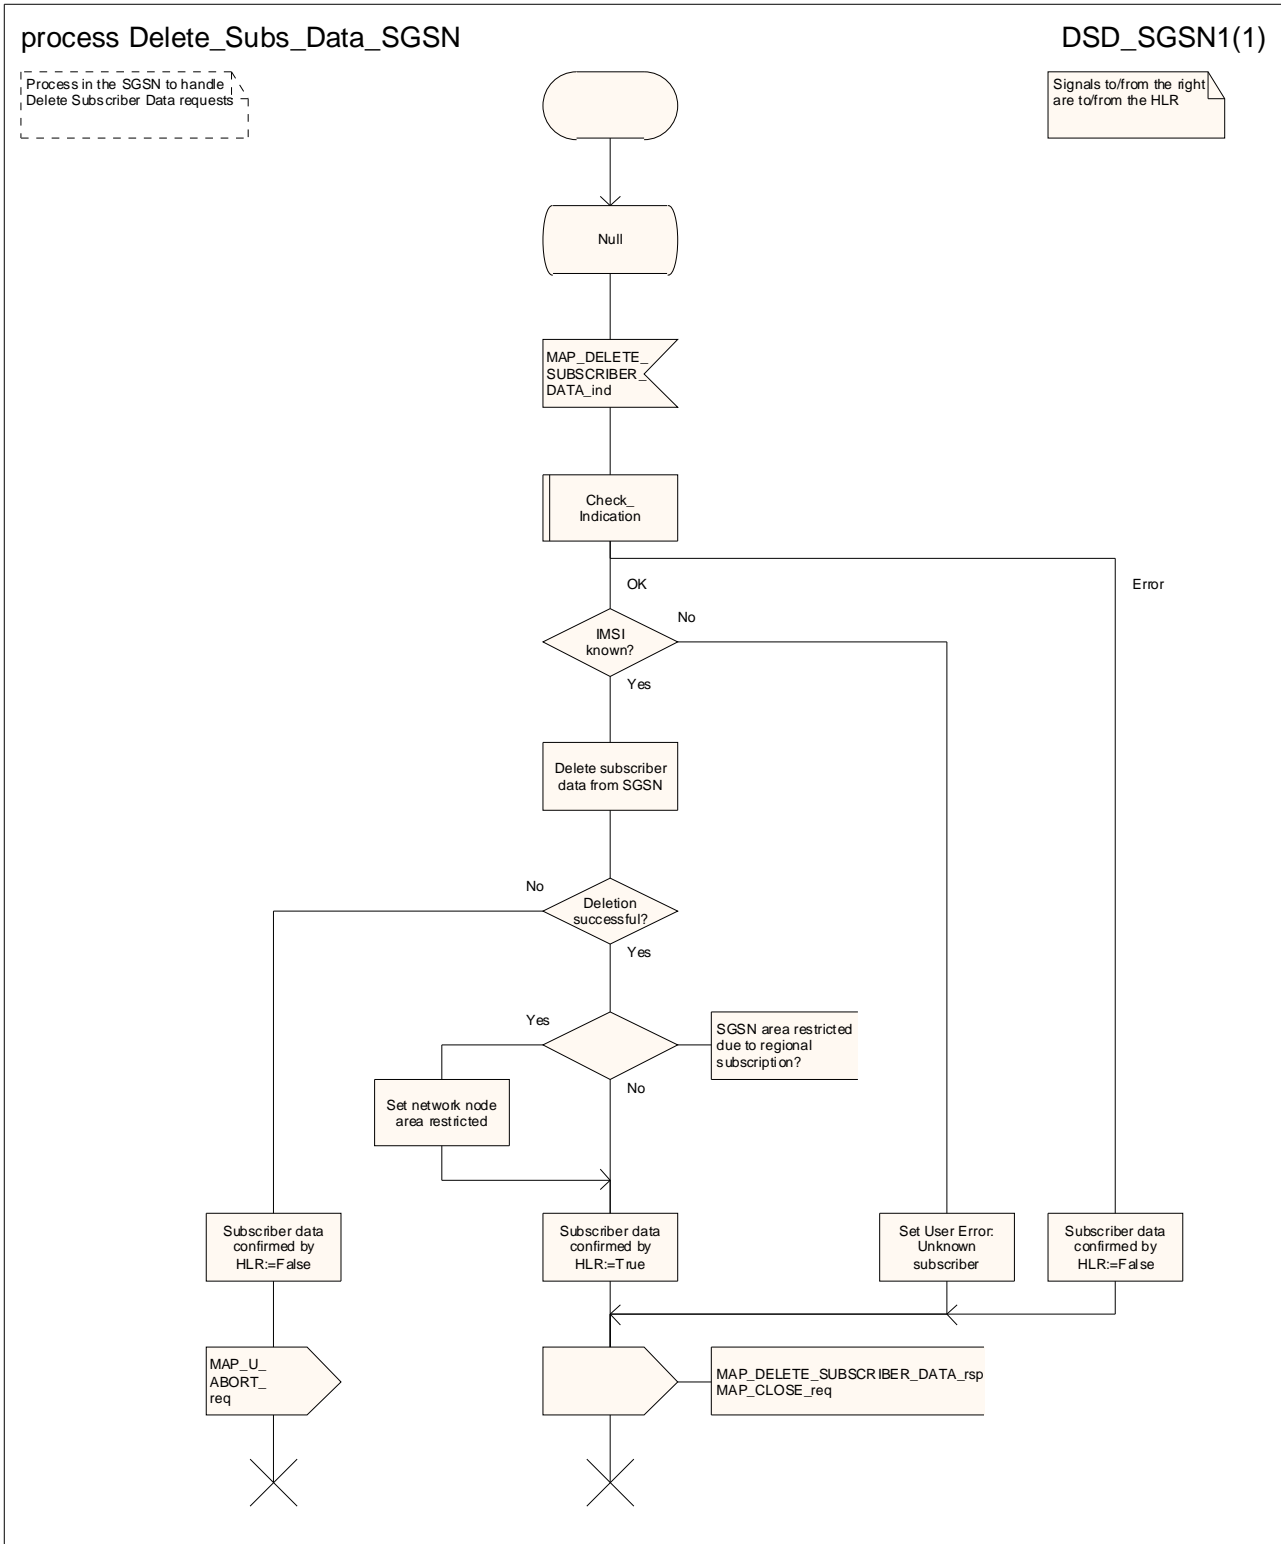 process Delete_Subs_Data_SGSN
DSD_SGSN1(1)
Process in the SGSN to handle
Delete Subscriber Data requests
Signals to/from the right
are to/from the HLR
Null
MAP_DELETE_
SUBSCRIBER_
DATA_ind
Check_
Indication
OK
Error
IMSI
known?
No
Yes
Delete subscriber
data from SGSN
No
Deletion
successful?
Yes
Yes
SGSN area restricted
due to regional
subscription?
No
Set network node
area restricted
Subscriber data
confirmed by
HLR:=False
Subscriber data
confirmed by
HLR:=True
Set User Error:
Unknown
subscriber
Subscriber data
confirmed by
HLR:=False
MAP_U_
ABORT_
req
MAP_DELETE_SUBSCRIBER_DATA_rsp
MAP_CLOSE_req